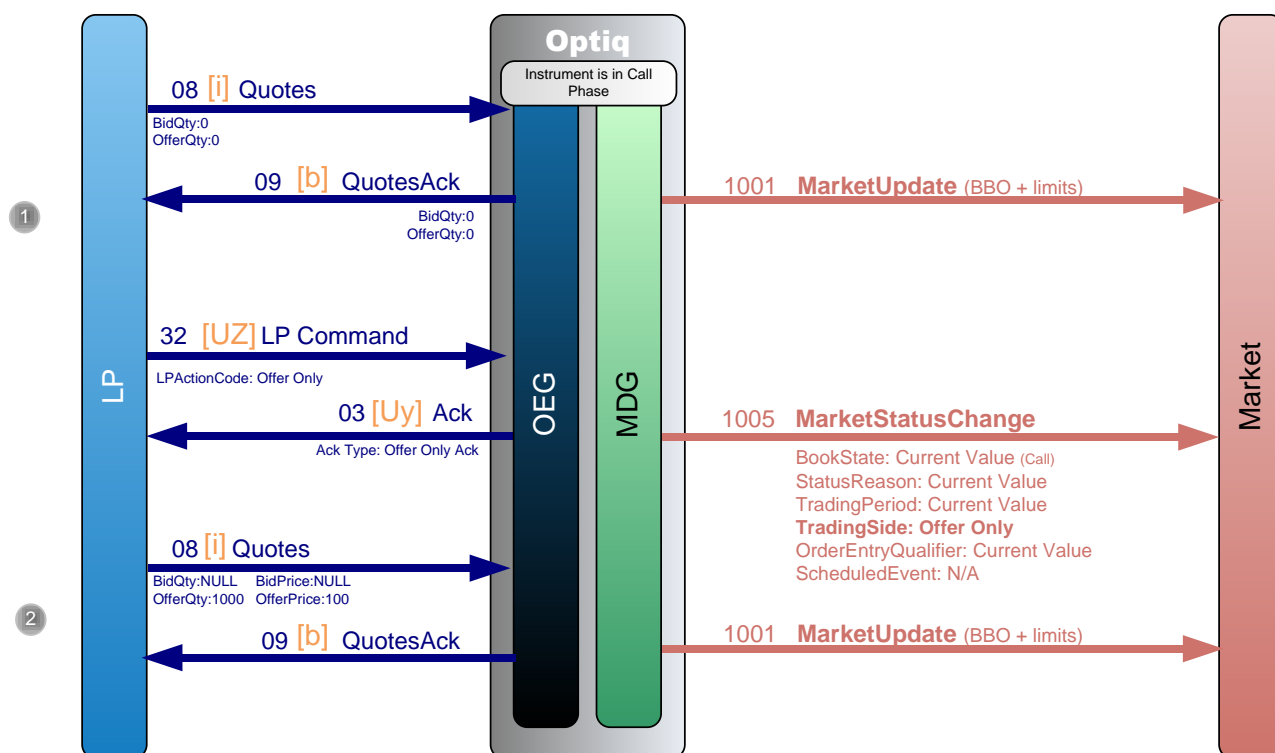 Optiq
Instrument is in Call
Phase
08 [i] Quotes
BidQty:0
OfferQty:0
09 [b] QuotesAck
BidQty:0
OfferQty:0
1001 MarketUpdate (BBO + limits)
1
32 [UZ] LP Command
LPActionCode: Offer Only
03 [Uy] Ack
Ack Type: Offer Only Ack
LP
OEG
MDG
Market
1005 MarketStatusChange
BookState: Current Value (Call)
StatusReason: Current Value
TradingPeriod: Current Value
TradingSide: Offer Only
OrderEntryQualifier: Current Value
ScheduledEvent: N/A
08 [i] Quotes
BidQty:NULL BidPrice:NULL
OfferQty:1000 OfferPrice:100
2
09 [b] QuotesAck
1001 MarketUpdate (BBO + limits)